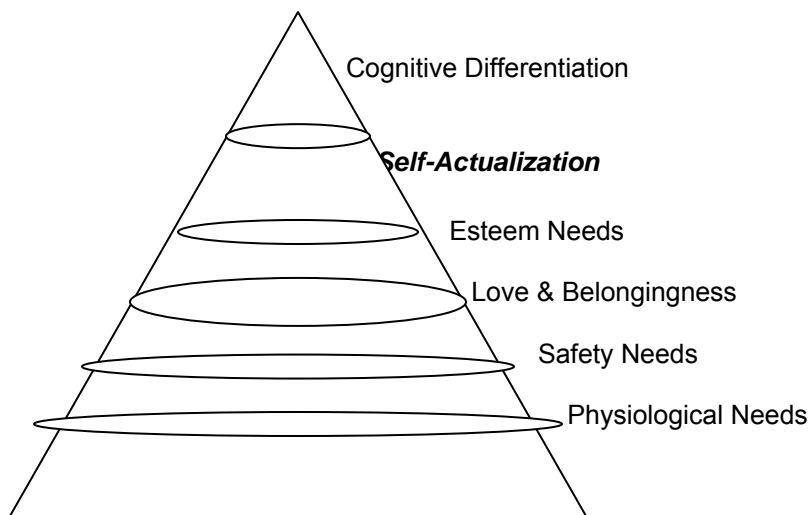 Cognitive Differentiation
Self-Actualization
Esteem Needs
Love & Belongingness
Safety Needs
Physiological Needs